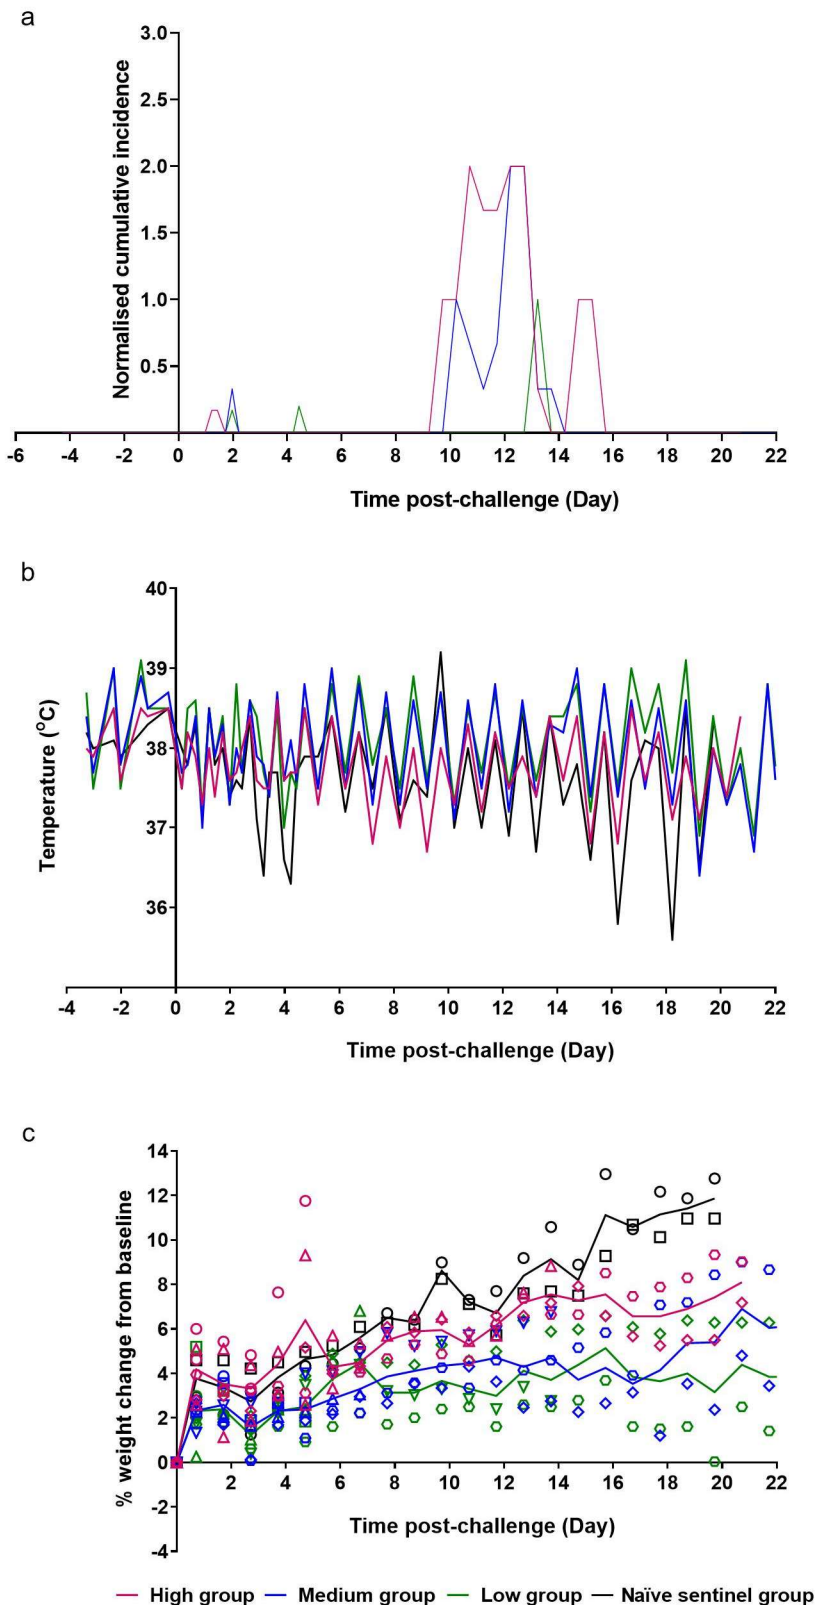 a
Normalised cumulative incidence
3.0
2.5
2.0
1.5
1.0
0.5
-6 -4 -2 0 2 4 6 8 10 12 14 16 18 20 22
Time post-challenge (Day)
b
Temperature (°C)
40
39
38
37
36
-4 -2 0 2 4 6 8 10 12 14 16 18 20 22
Time post-challenge (Day)
c
% weight change from baseline
14
12
10
8
6
4
2
0
2 4 6 8 10 12 14 16 18 20 22
-2
Time post-challenge (Day)
-4
High group Medium group Low group Naïve sentinel group